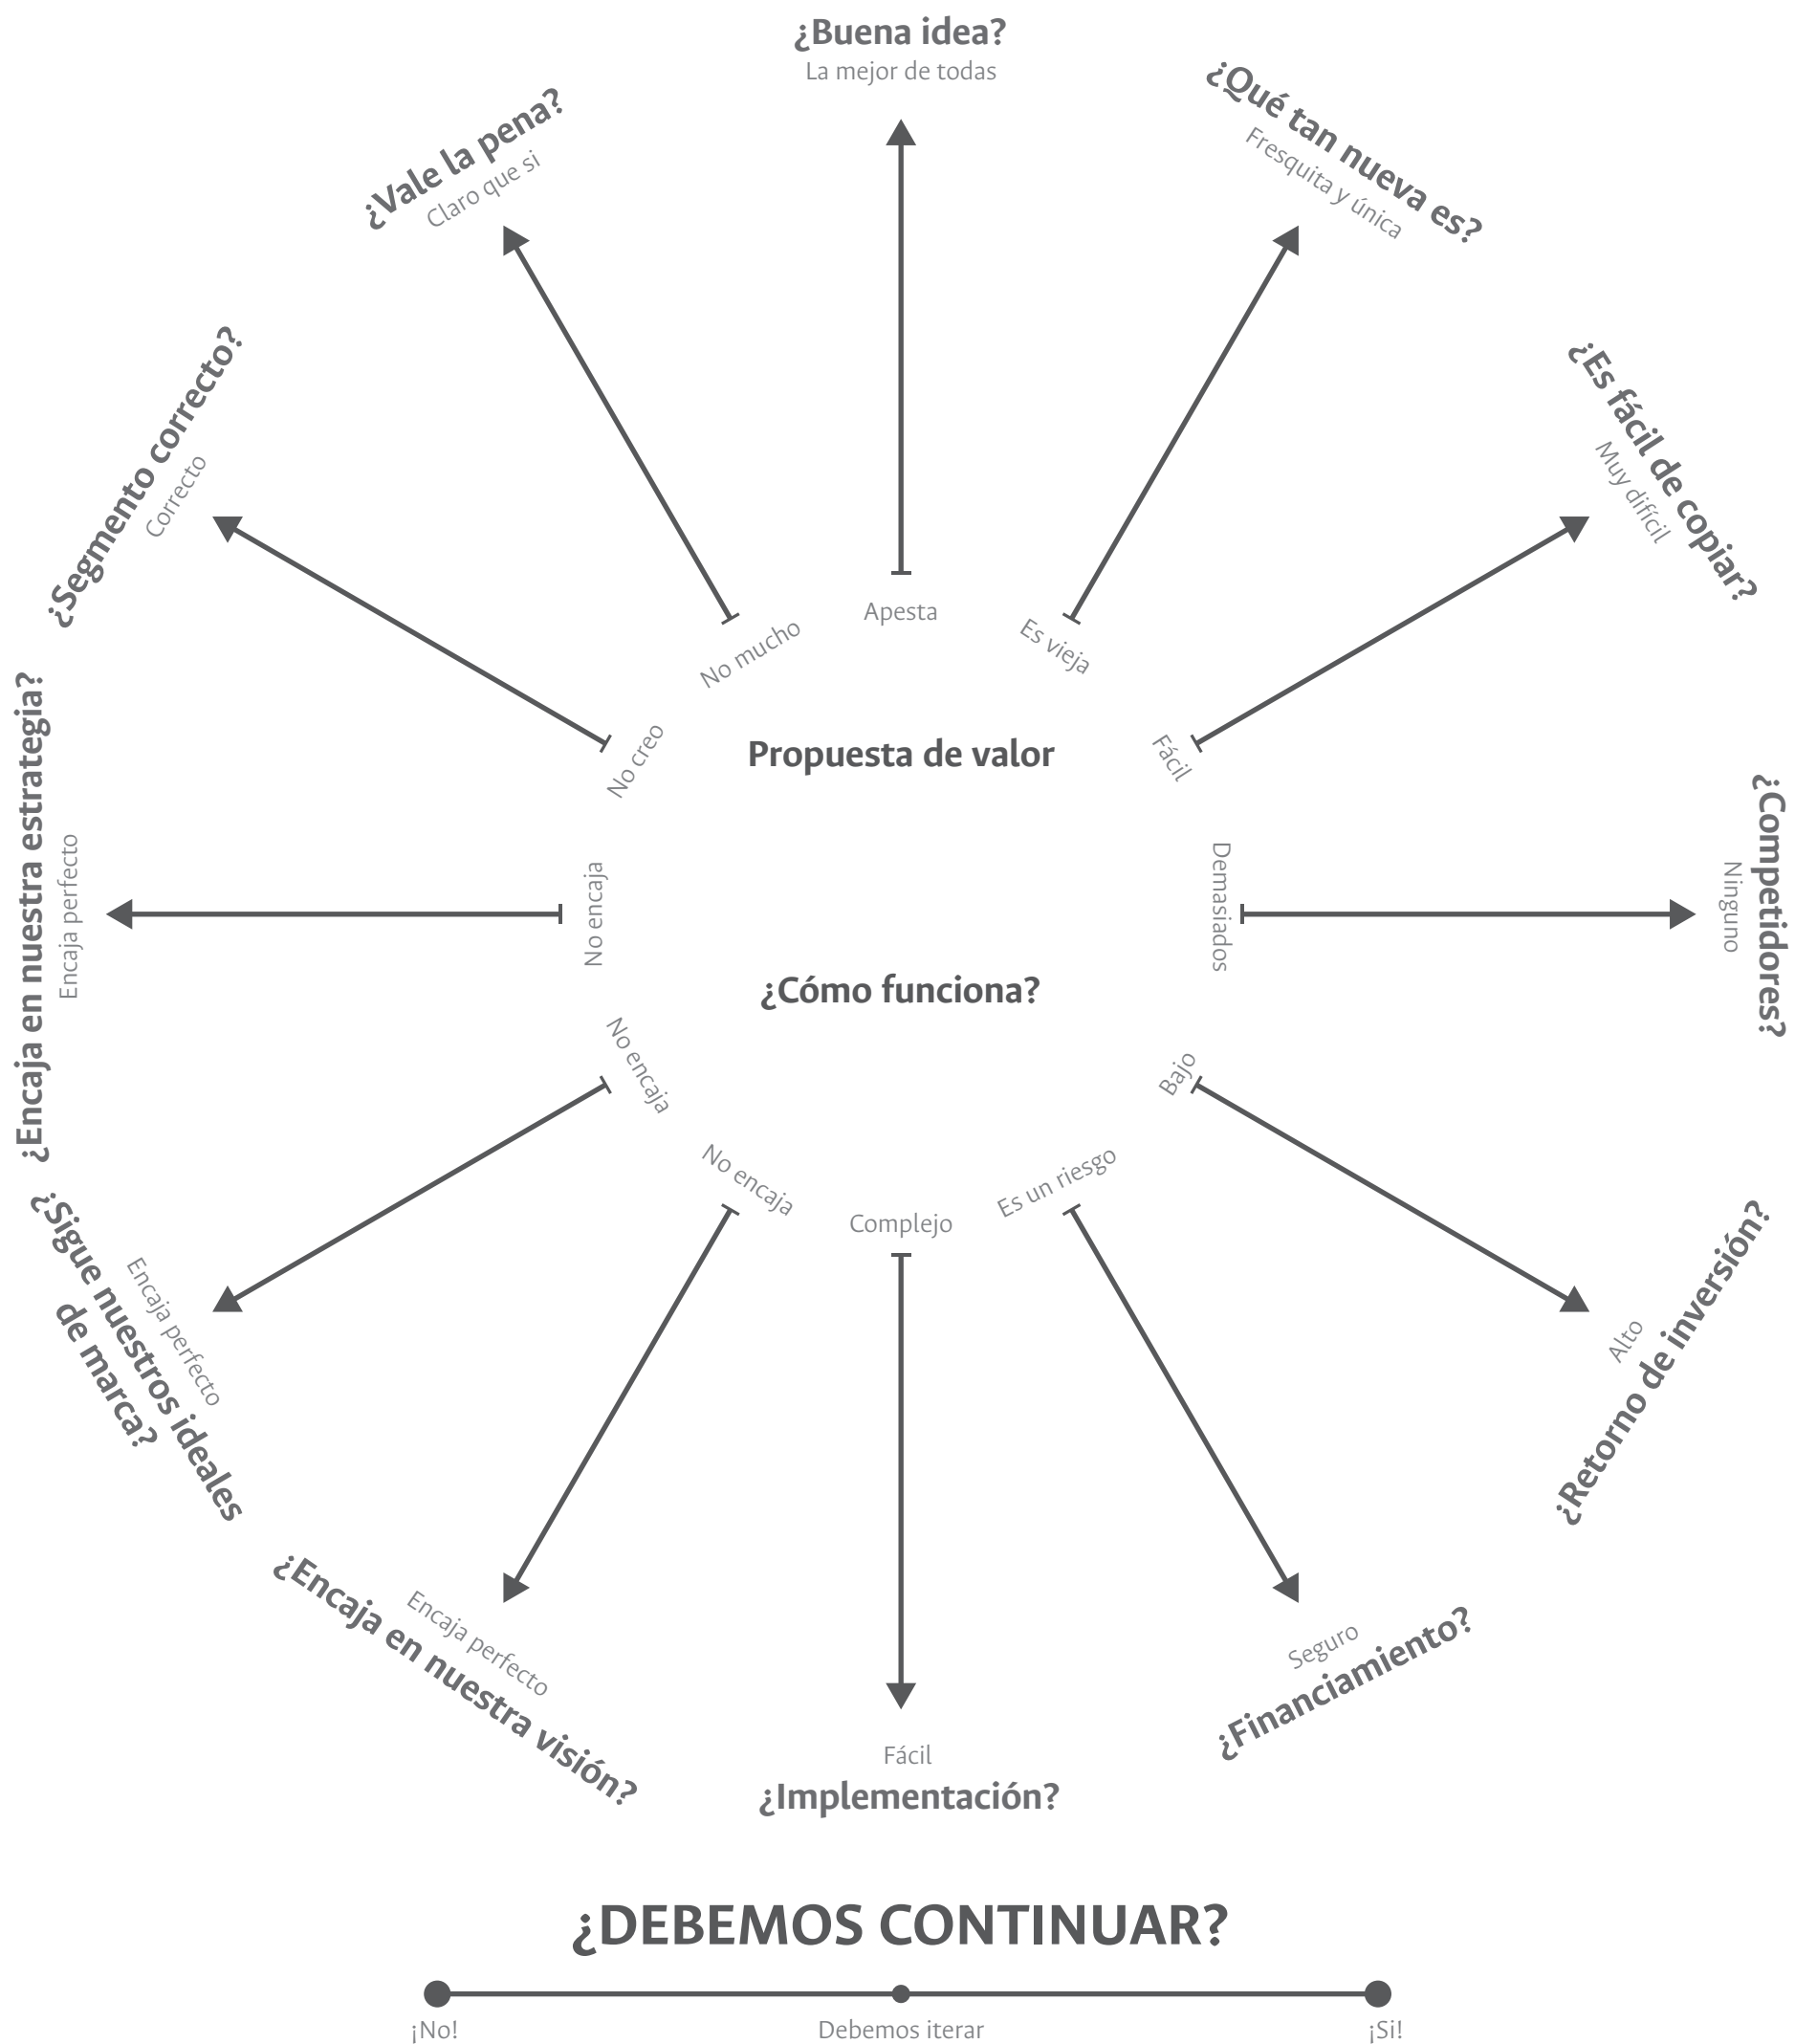 ¿Buena idea?
La mejor de todas
¿Qué tan nueva es?
Fresquita y única
¿Vale la pena?
Claro que si
¿Segmento correcto?
Correcto
¿Es fácil de copiar?
Muy difícil
Apesta
No mucho
Es vieja
No creo
Fácil
Propuesta de valor
¿Encaja en nuestra estrategia?
Encaja perfecto
No encaja
Demasiados
Ninguno
¿Competidores?
¿Cómo funciona?
No encaja
Bajo
No encaja
Es un riesgo
Complejo
¿Sigue nuestros ideales
de marca?
Encaja perfecto
Alto
¿Retorno de inversión?
Encaja perfecto
¿Encaja en nuestra visión?
Seguro
¿Financiamiento?
Fácil
¿Implementación?
¿DEBEMOS CONTINUAR?
¡No!
Debemos iterar
¡Si!